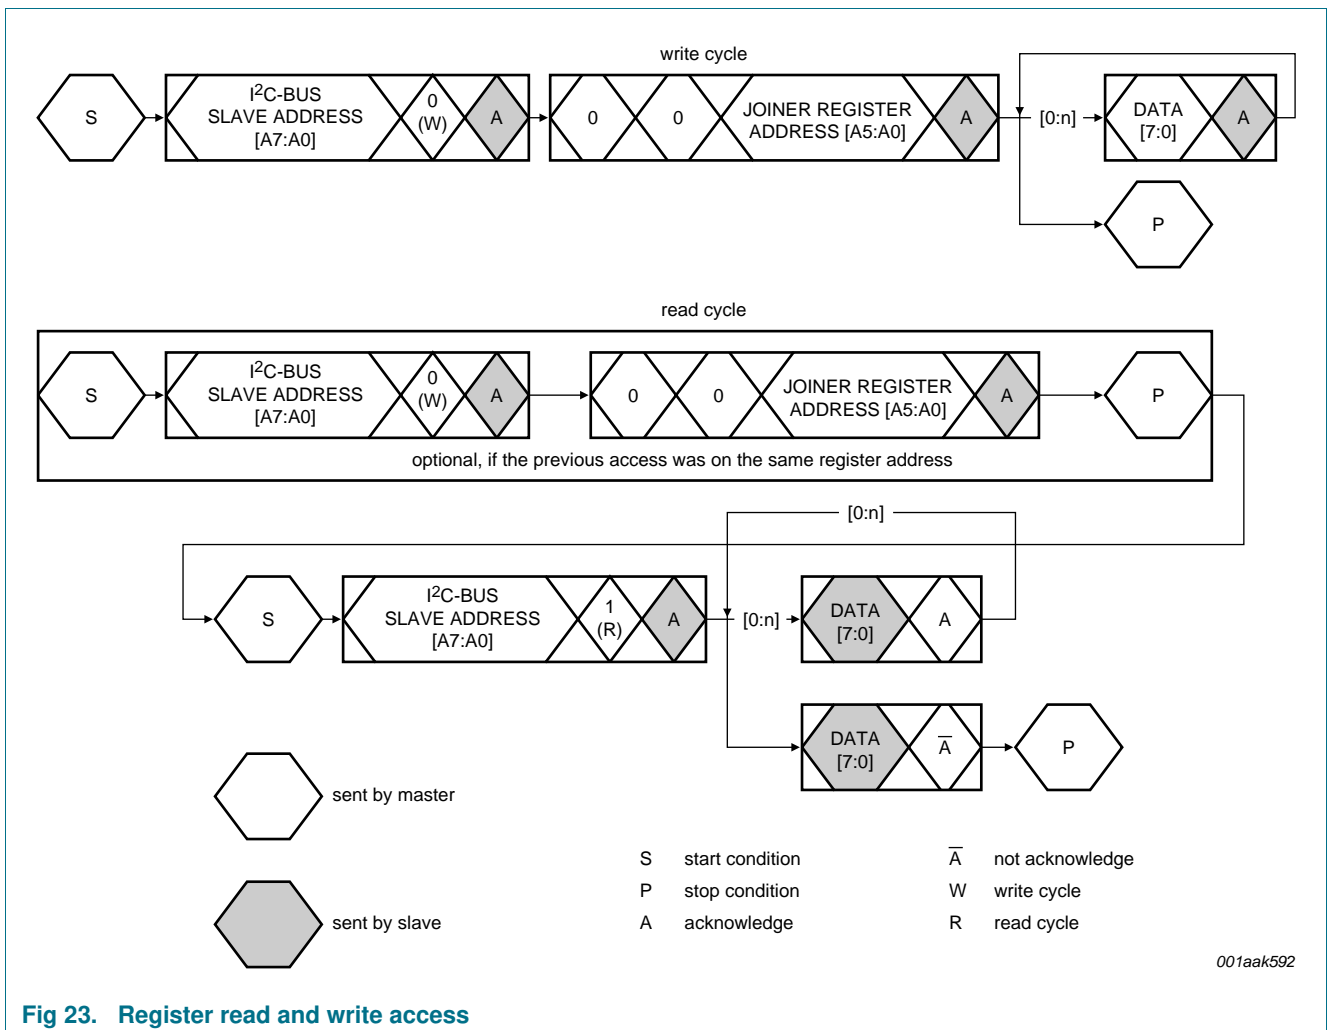 write cycle
S
I2C-BUS
SLAVE ADDRESS
[A7:A0]
0
(W)
A
0
0
JOINER REGISTER
ADDRESS [A5:A0]
A
[0:n]
DATA
[7:0]
A
P
read cycle
S
I2C-BUS
SLAVE ADDRESS
[A7:A0]
0
(W)
A
0
0
JOINER REGISTER
ADDRESS [A5:A0]
A
P
optional, if the previous access was on the same register address
[0:n]
S
I2C-BUS
SLAVE ADDRESS
[A7:A0]
1
(R)
A
[0:n]
DATA
[7:0]
A
DATA
[7:0]
A̅
P
sent by master
sent by slave
S start condition
P stop condition
A acknowledge
A̅ not acknowledge
W write cycle
R read cycle
001aak592
Fig 23. Register read and write access